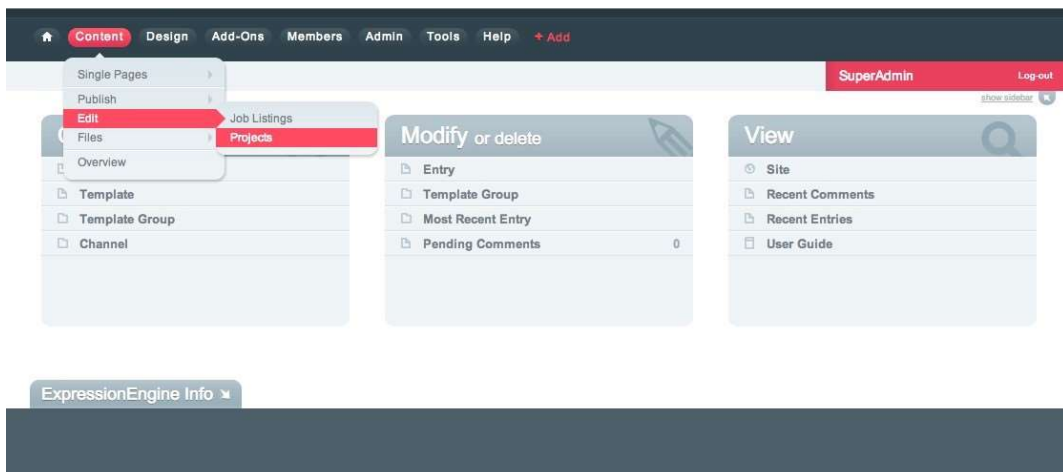 Content Design Add-Ons Members Admin Tools Help + Add
SuperAdmin Log-out
show sidebar
Single Pages
Publish
Edit
Files
Overview
Job Listings
Projects
Template
Template Group
Channel
Modify or delete
Entry
Template Group
Most Recent Entry
Pending Comments 0
View
Site
Recent Comments
Recent Entries
User Guide
ExpressionEngine Info